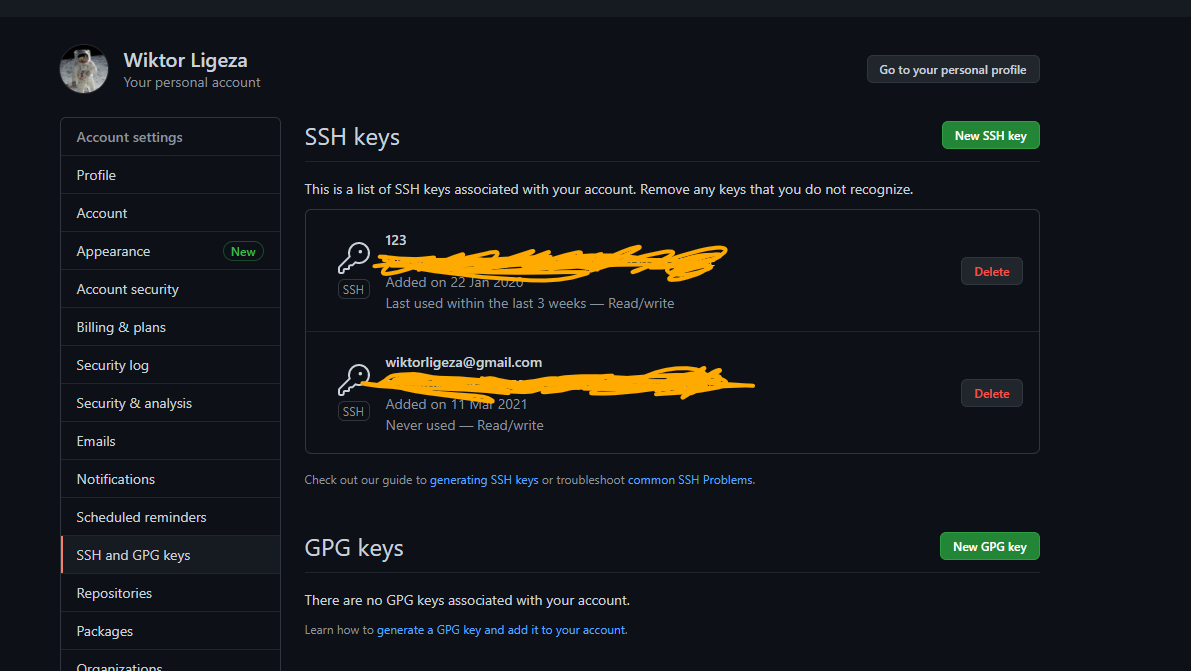 Wiktor Ligeza
Your personal account
Go to your personal profile
Account settings
Profile
Account
Appearance New
Account security
Billing & plans
Security log
Security & analysis
Emails
Notifications
Scheduled reminders
SSH and GPG keys
Repositories
Packages
Organizations
SSH keys
New SSH key
This is a list of SSH keys associated with your account. Remove any keys that you do not recognize.
123
SSH
Added on 22 Jan 2020
Last used within the last 3 weeks — Read/write
Delete
wiktorligeza@gmail.com
SSH
Added on 11 Mar 2021
Never used — Read/write
Delete
Check out our guide to generating SSH keys or troubleshoot common SSH Problems.
GPG keys
New GPG key
There are no GPG keys associated with your account.
Learn how to generate a GPG key and add it to your account.